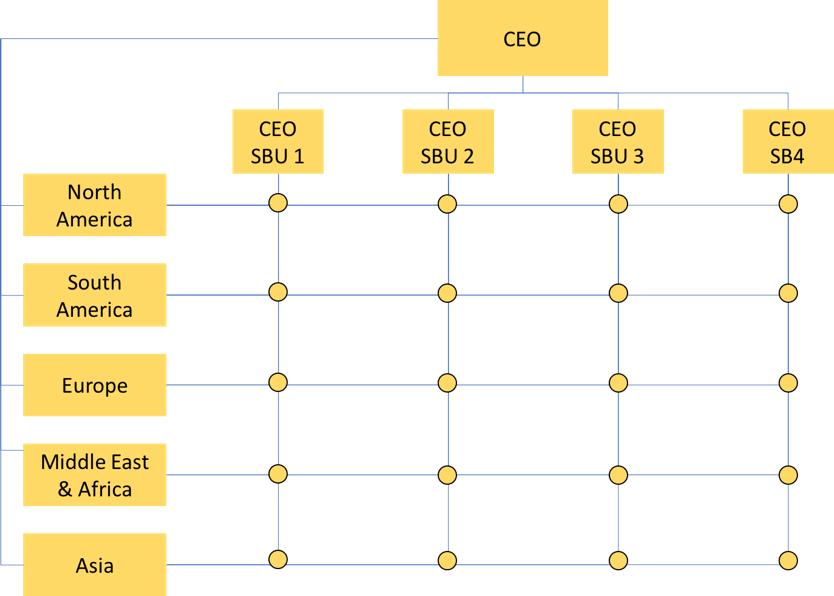 CEO
CEO
SBU 1
CEO
SBU 2
CEO
SBU 3
CEO
SB4
North
America
South
America
Europe
Middle East
& Africa
Asia